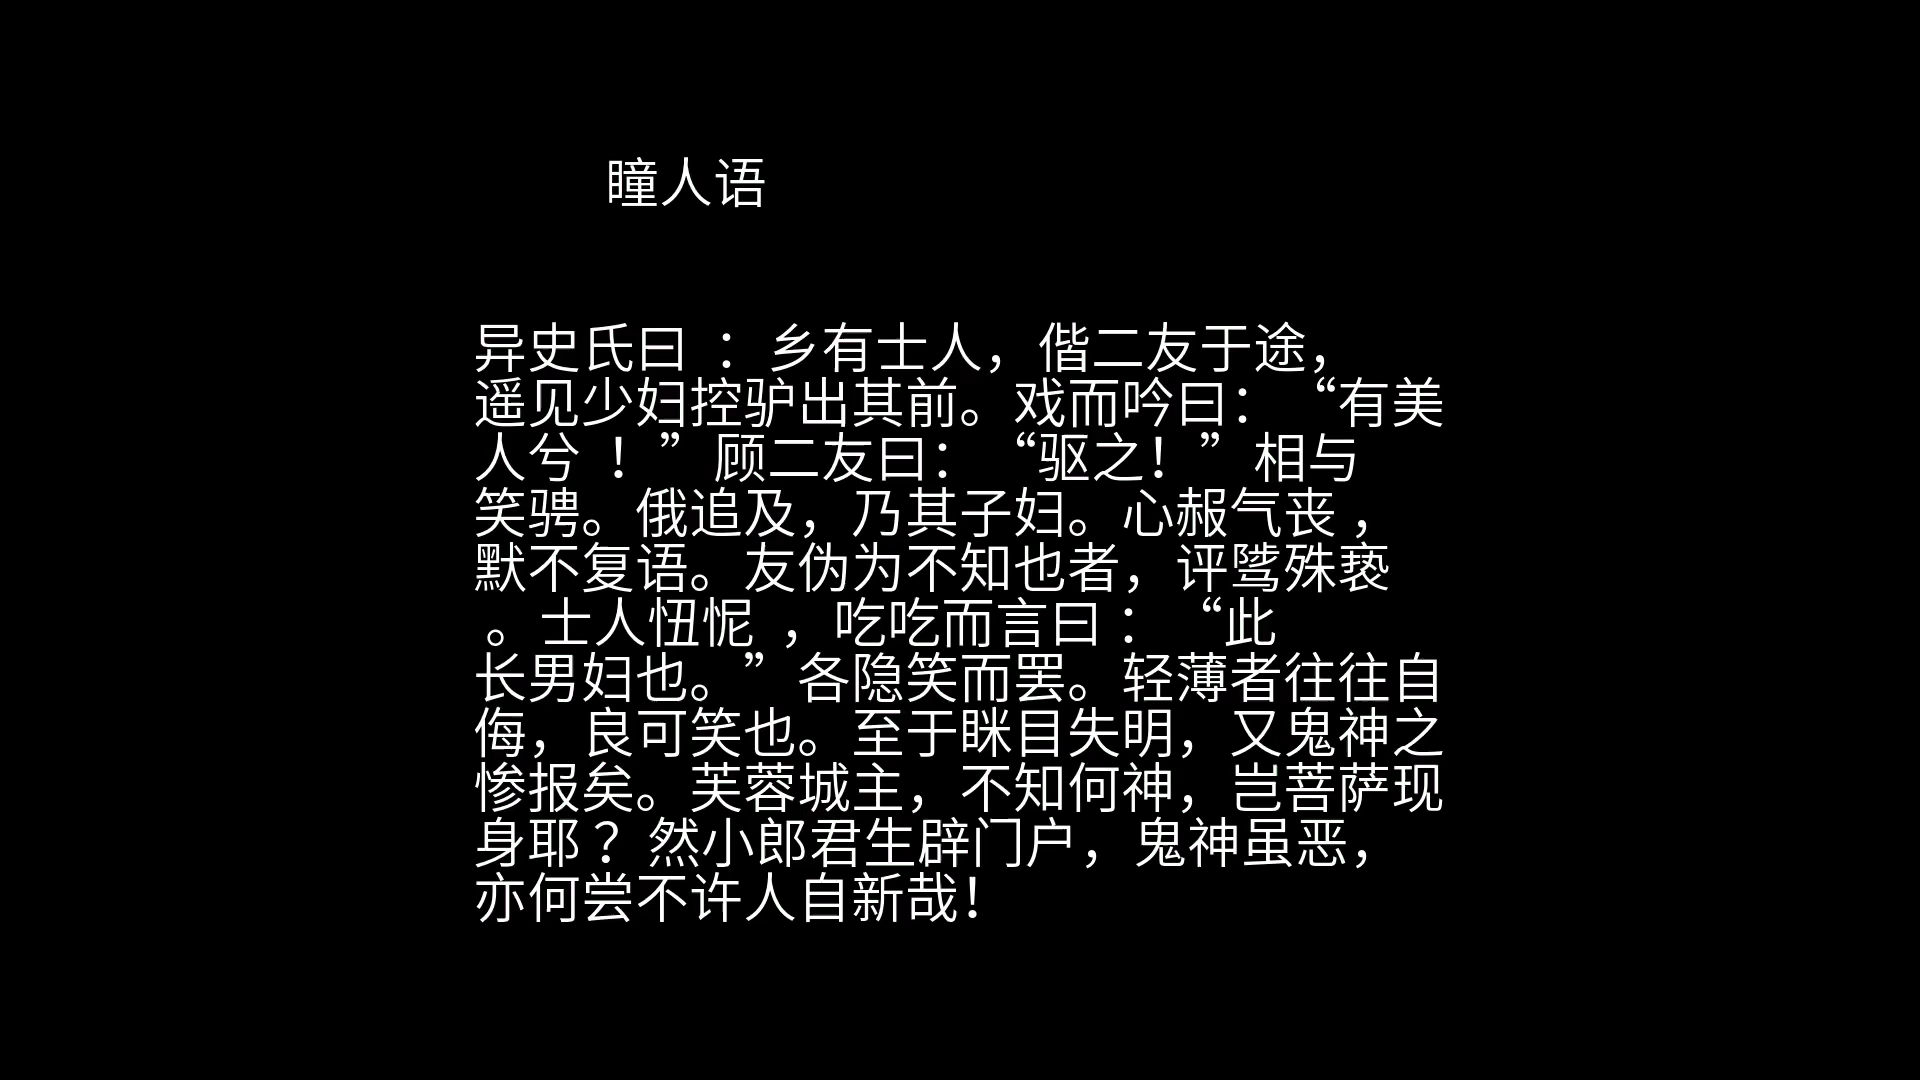 瞳人语
异史氏曰 ：乡有士人，偕二友于途，
遥见少妇控驴出其前。戏而吟曰： “有美
人兮 ！” 顾二友曰： “驱之！” 相与
笑骋。俄追及，乃其子妇。心赧气丧 ，
默不复语。友伪为不知也者，评骘殊亵
。士人忸怩 ，吃吃而言曰 ： “此
长男妇也。” 各隐笑而罢。轻薄者往往自
侮，良可笑也。至于眯目失明，又鬼神之
惨报矣。芙蓉城主，不知何神，岂菩萨现
身耶 ？然小郎君生辟门户，鬼神虽恶，
亦何尝不许人自新哉！